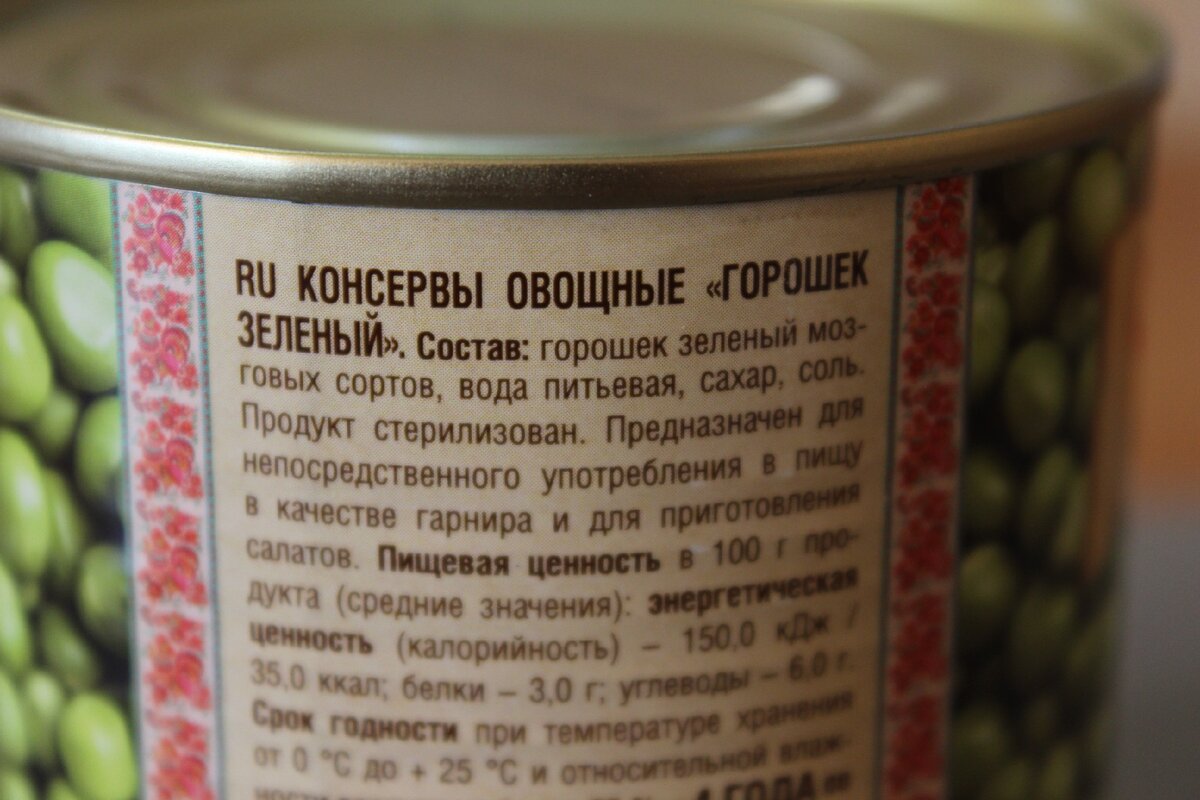 RU КОНСЕРВЫ ОВОЩНЫЕ «ГОРОШЕК
ЗЕЛЕНЫЙ». Состав: горошек зеленый моз-
говых сортов, вода питьевая, сахар, соль.
Продукт стерилизован. Предназначен для
непосредственного употребления в пищу
в качестве гарнира и для приготовления
салатов. Пищевая ценность в 100 г про-
дукта (средние значения): энергетическая
ценность (калорийность) – 150,0 кДж /
35,0 ккал; белки – 3,0 г; углеводы – 6,0 г.
Срок годности при температуре хранения
от 0 °С до + 25 °С и относительной влаж-
ности 4 ГОДА